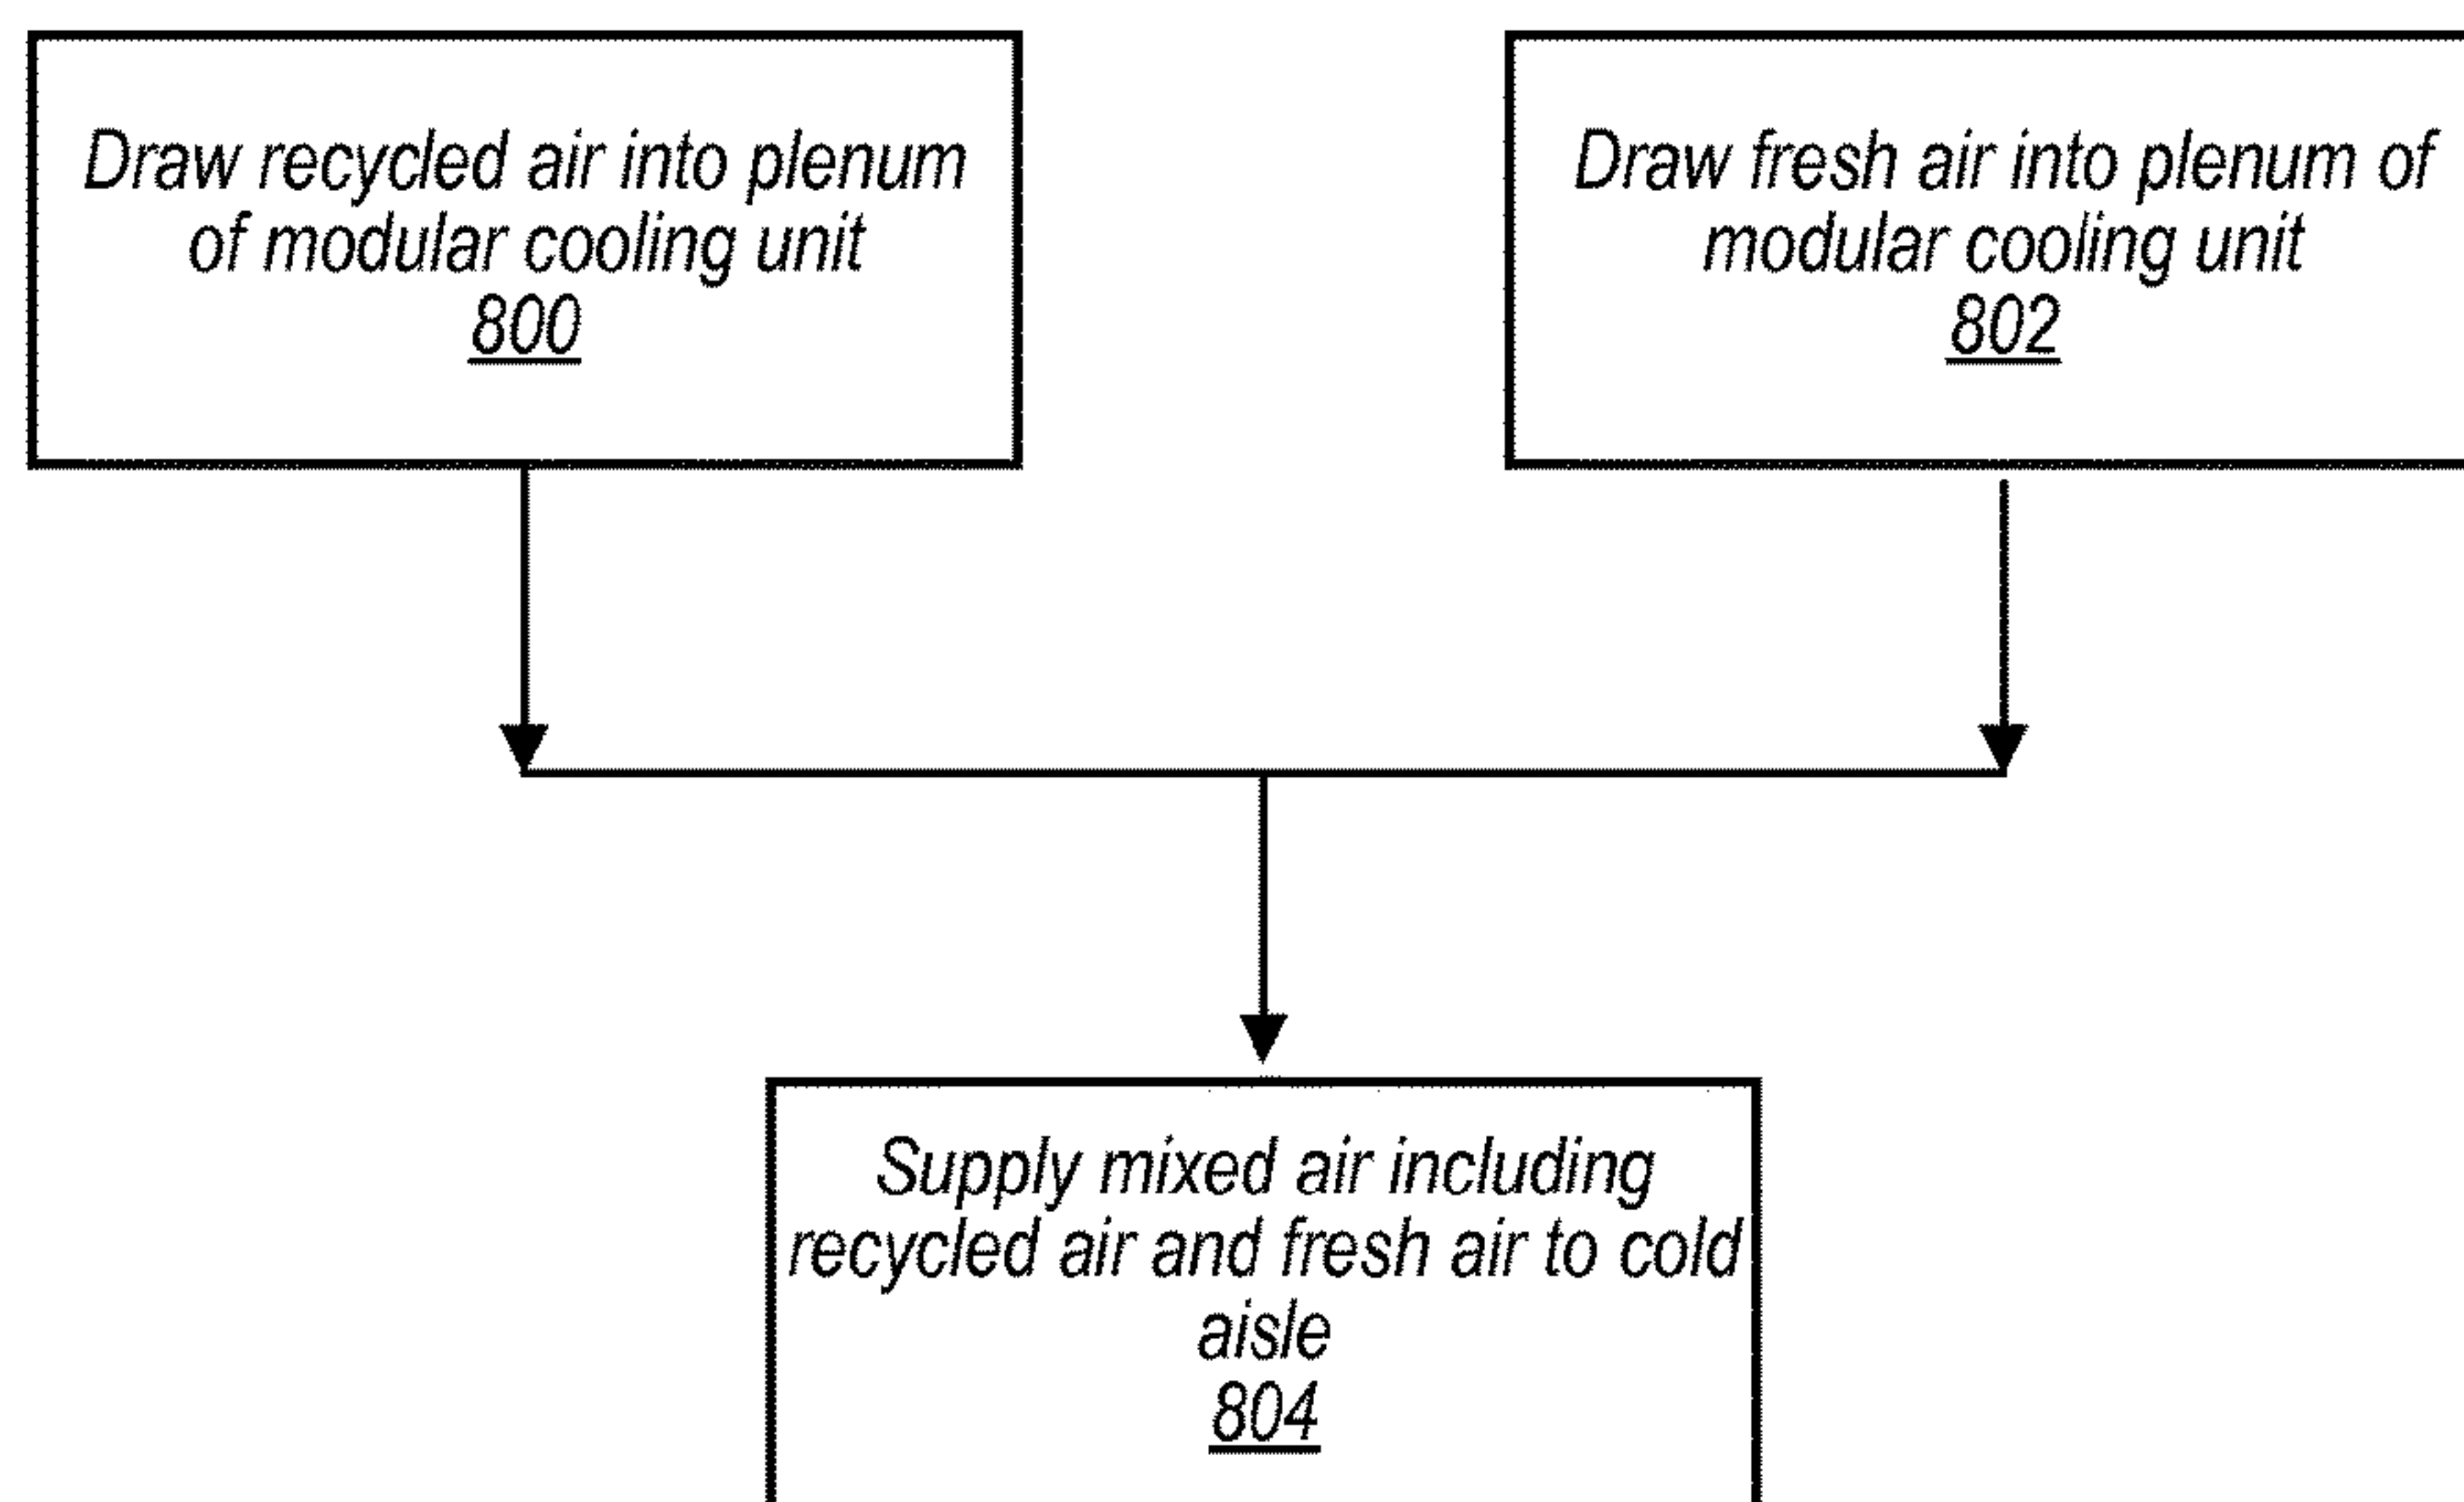 Draw recycled air into plenum
of modular cooling unit
800
Draw fresh air into plenum of
modular cooling unit
802
Supply mixed air including
recycled air and fresh air to cold
aisle
804